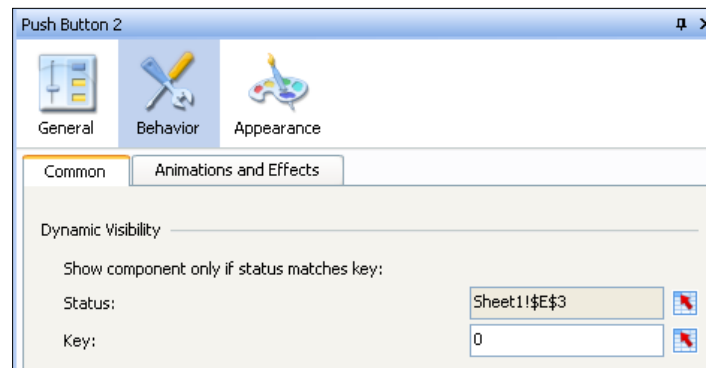 Push Button 2
General Behavior Appearance
Common Animations and Effects
Dynamic Visibility
Show component only if status matches key:
Status: Sheet1!$E$3
Key: 0